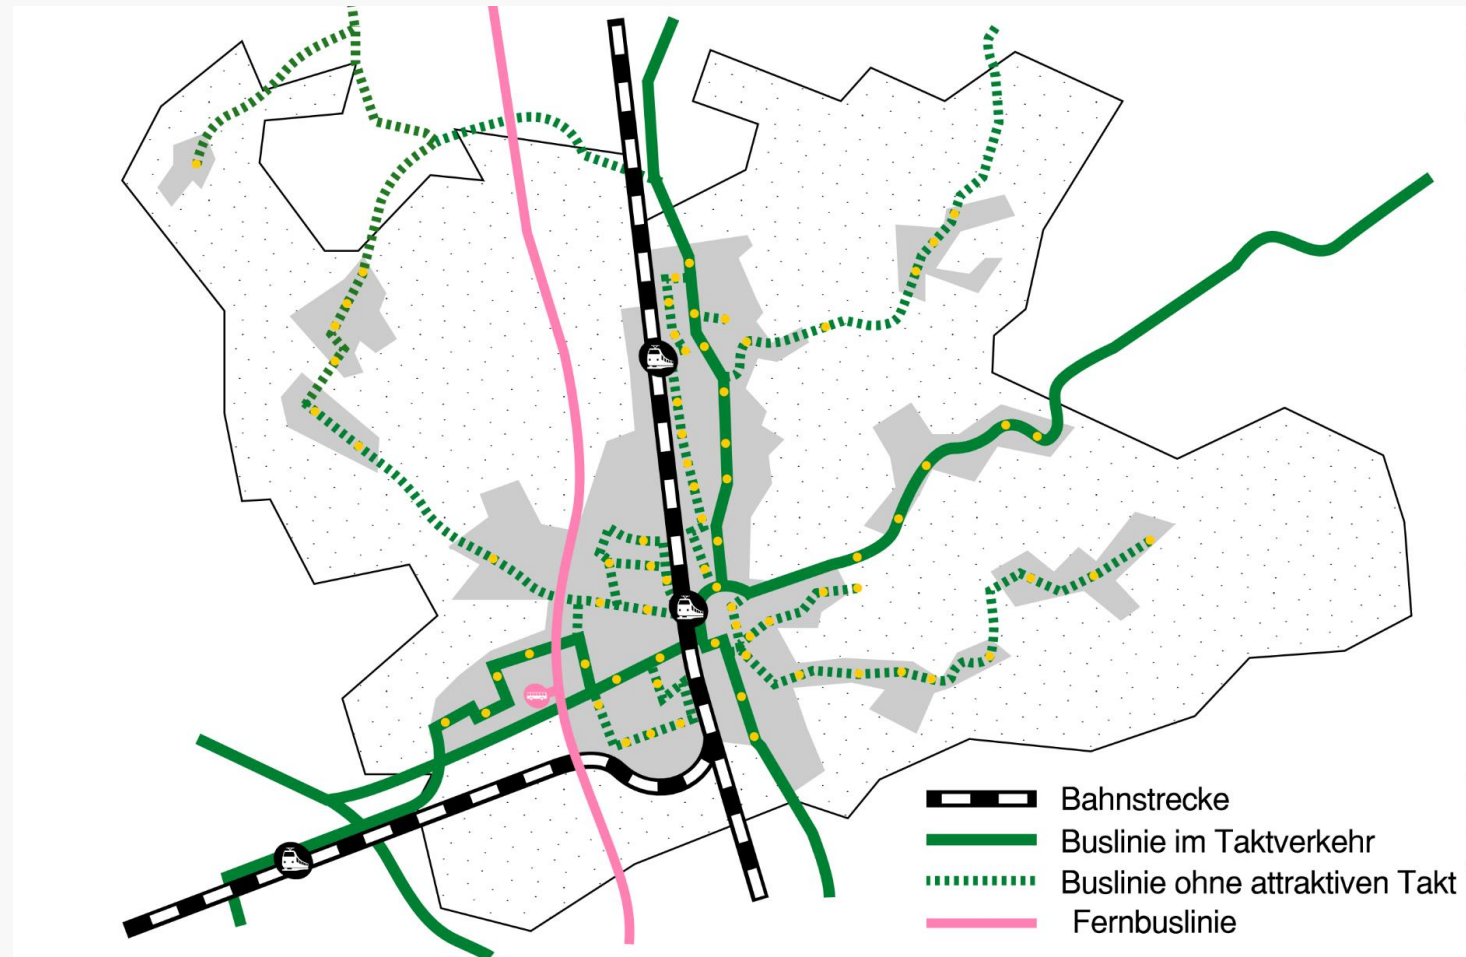 Bahnstrecke
Buslinie im Taktverkehr
Buslinie ohne attraktiven Takt
Fernbuslinie